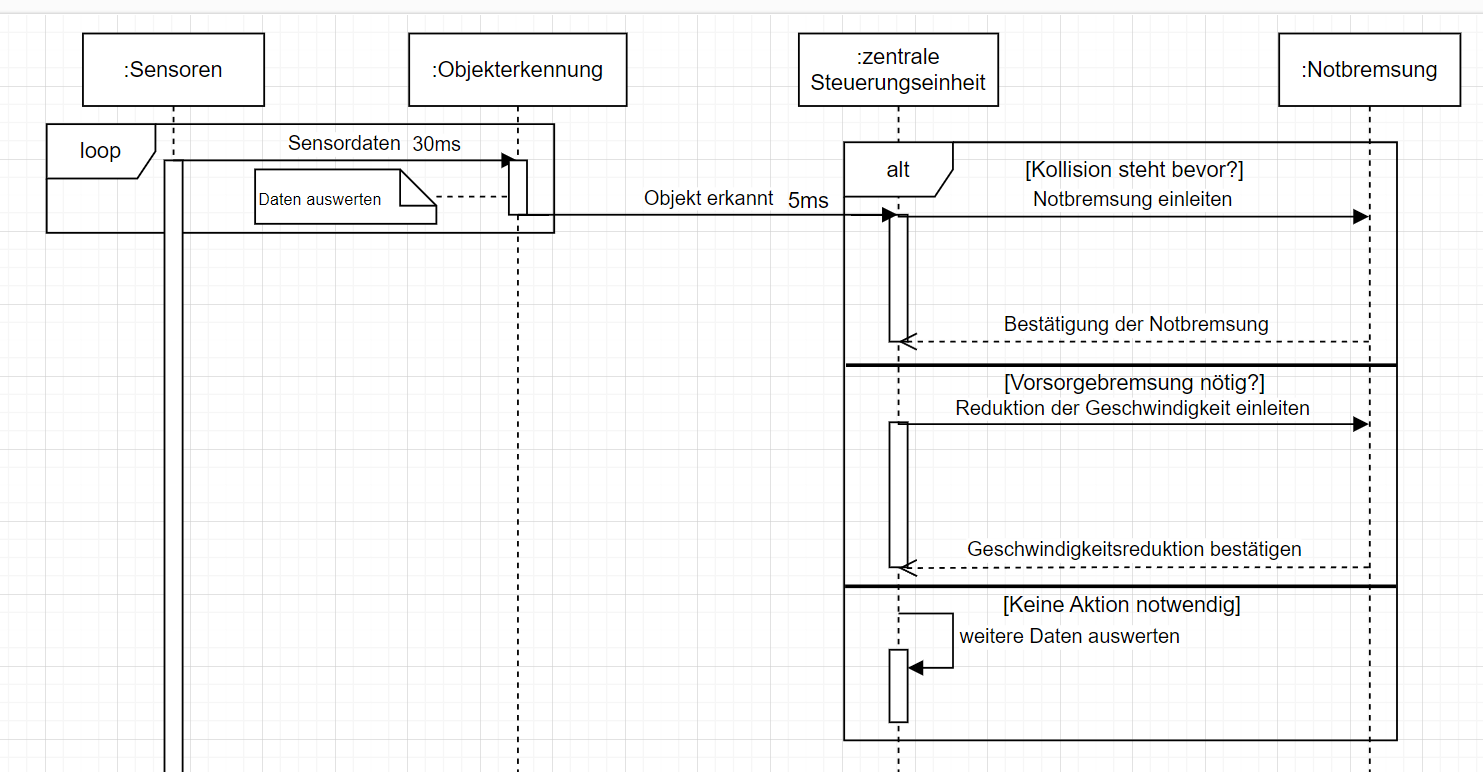 :Sensoren
:Objekterkennung
:zentrale
Steuerungseinheit
:Notbremsung
loop
Sensordaten 30ms
Daten auswerten
Objekt erkannt 5ms
alt
[Kollision steht bevor?]
Notbremsung einleiten
Bestätigung der Notbremsung
[Vorsorgebremsung nötig?]
Reduktion der Geschwindigkeit einleiten
Geschwindigkeitsreduktion bestätigen
[Keine Aktion notwendig]
weitere Daten auswerten